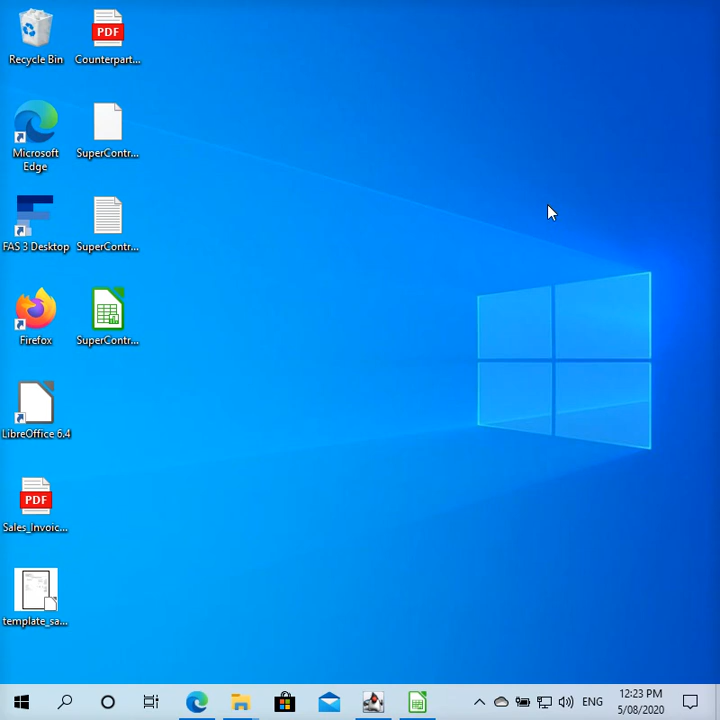 Recycle Bin
PDF
Counterpart...
Microsoft
Edge
SuperContr...
FAS 3 Desktop
SuperContr...
Firefox
SuperContr...
LibreOffice 6.4
PDF
Sales_Invoic...
template_sa...
ENG
12:23 PM
5/08/2020